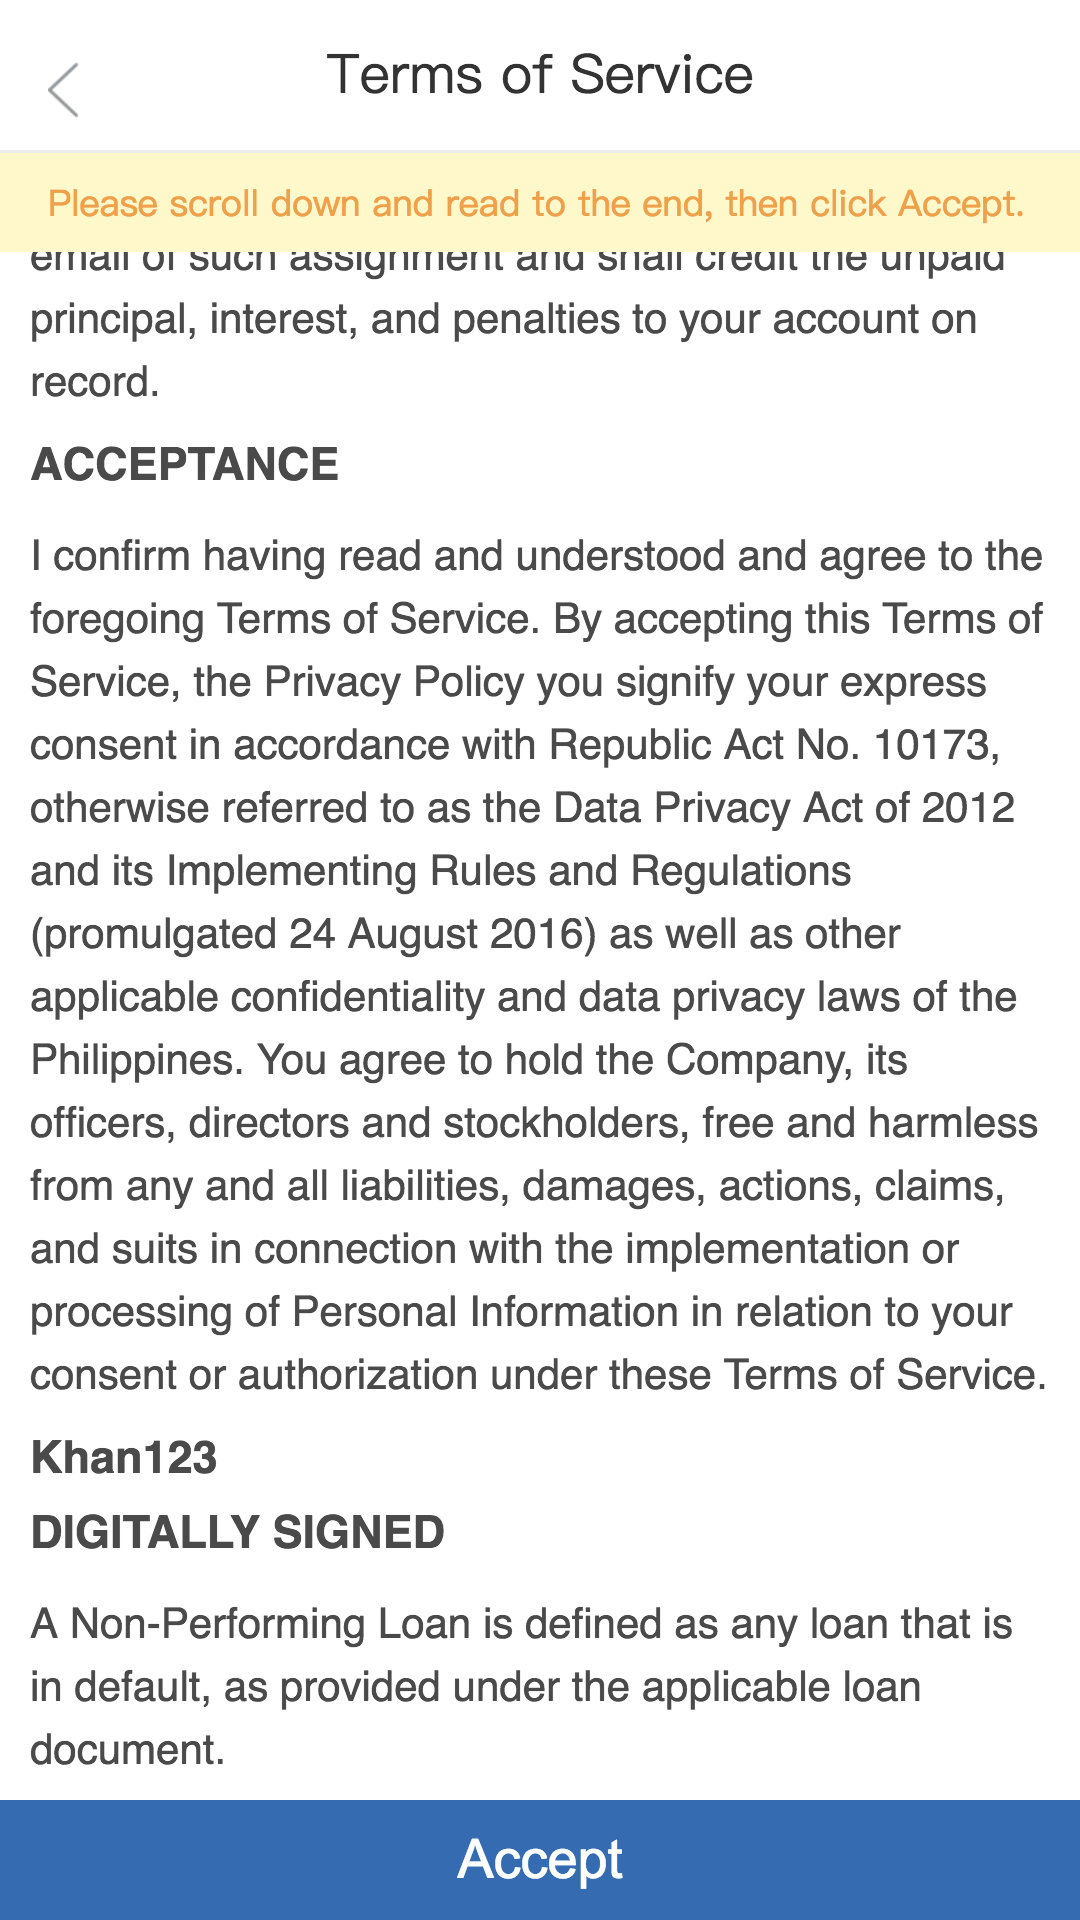 Terms of Service
Please scroll down and read to the end, then click Accept.
email of such assignment and shall credit the unpaid
principal, interest, and penalties to your account on
record.
ACCEPTANCE
I confirm having read and understood and agree to the
foregoing Terms of Service. By accepting this Terms of
Service, the Privacy Policy you signify your express
consent in accordance with Republic Act No. 10173,
otherwise referred to as the Data Privacy Act of 2012
and its Implementing Rules and Regulations
(promulgated 24 August 2016) as well as other
applicable confidentiality and data privacy laws of the
Philippines. You agree to hold the Company, its
officers, directors and stockholders, free and harmless
from any and all liabilities, damages, actions, claims,
and suits in connection with the implementation or
processing of Personal Information in relation to your
consent or authorization under these Terms of Service.
Khan123
DIGITALLY SIGNED
A Non-Performing Loan is defined as any loan that is
in default, as provided under the applicable loan
document.
Accept